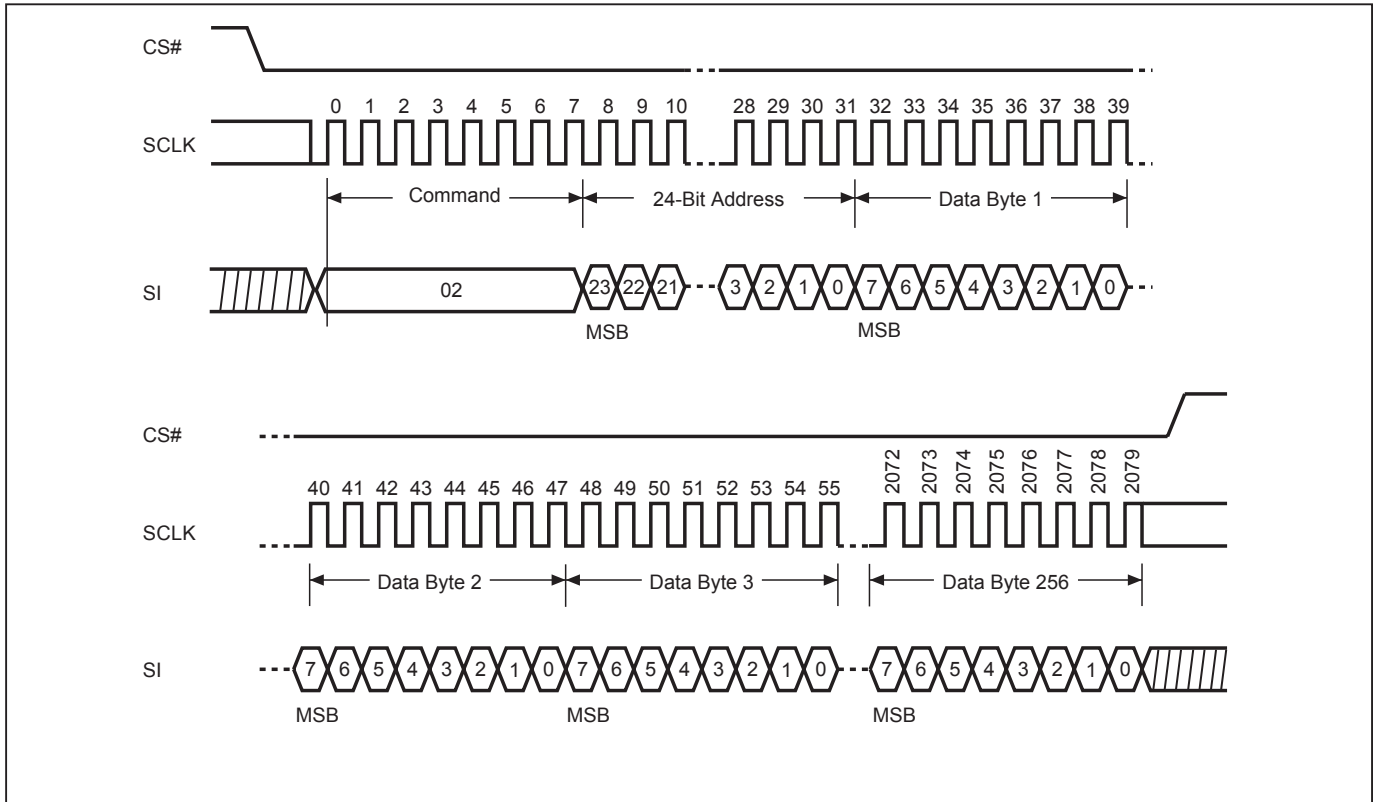 CS#
0 1 2 3 4 5 6 7 8 9 10 28 29 30 31 32 33 34 35 36 37 38 39
SCLK
Command 24-Bit Address Data Byte 1
SI 02 23 22 21 3 2 1 0 7 6 5 4 3 2 1 0
MSB MSB
CS#
40 41 42 43 44 45 46 47 48 49 50 51 52 53 54 55 2072 2073 2074 2075 2076 2077 2078 2079
SCLK
Data Byte 2 Data Byte 3 Data Byte 256
SI 7 6 5 4 3 2 1 0 7 6 5 4 3 2 1 0 7 6 5 4 3 2 1 0
MSB MSB MSB